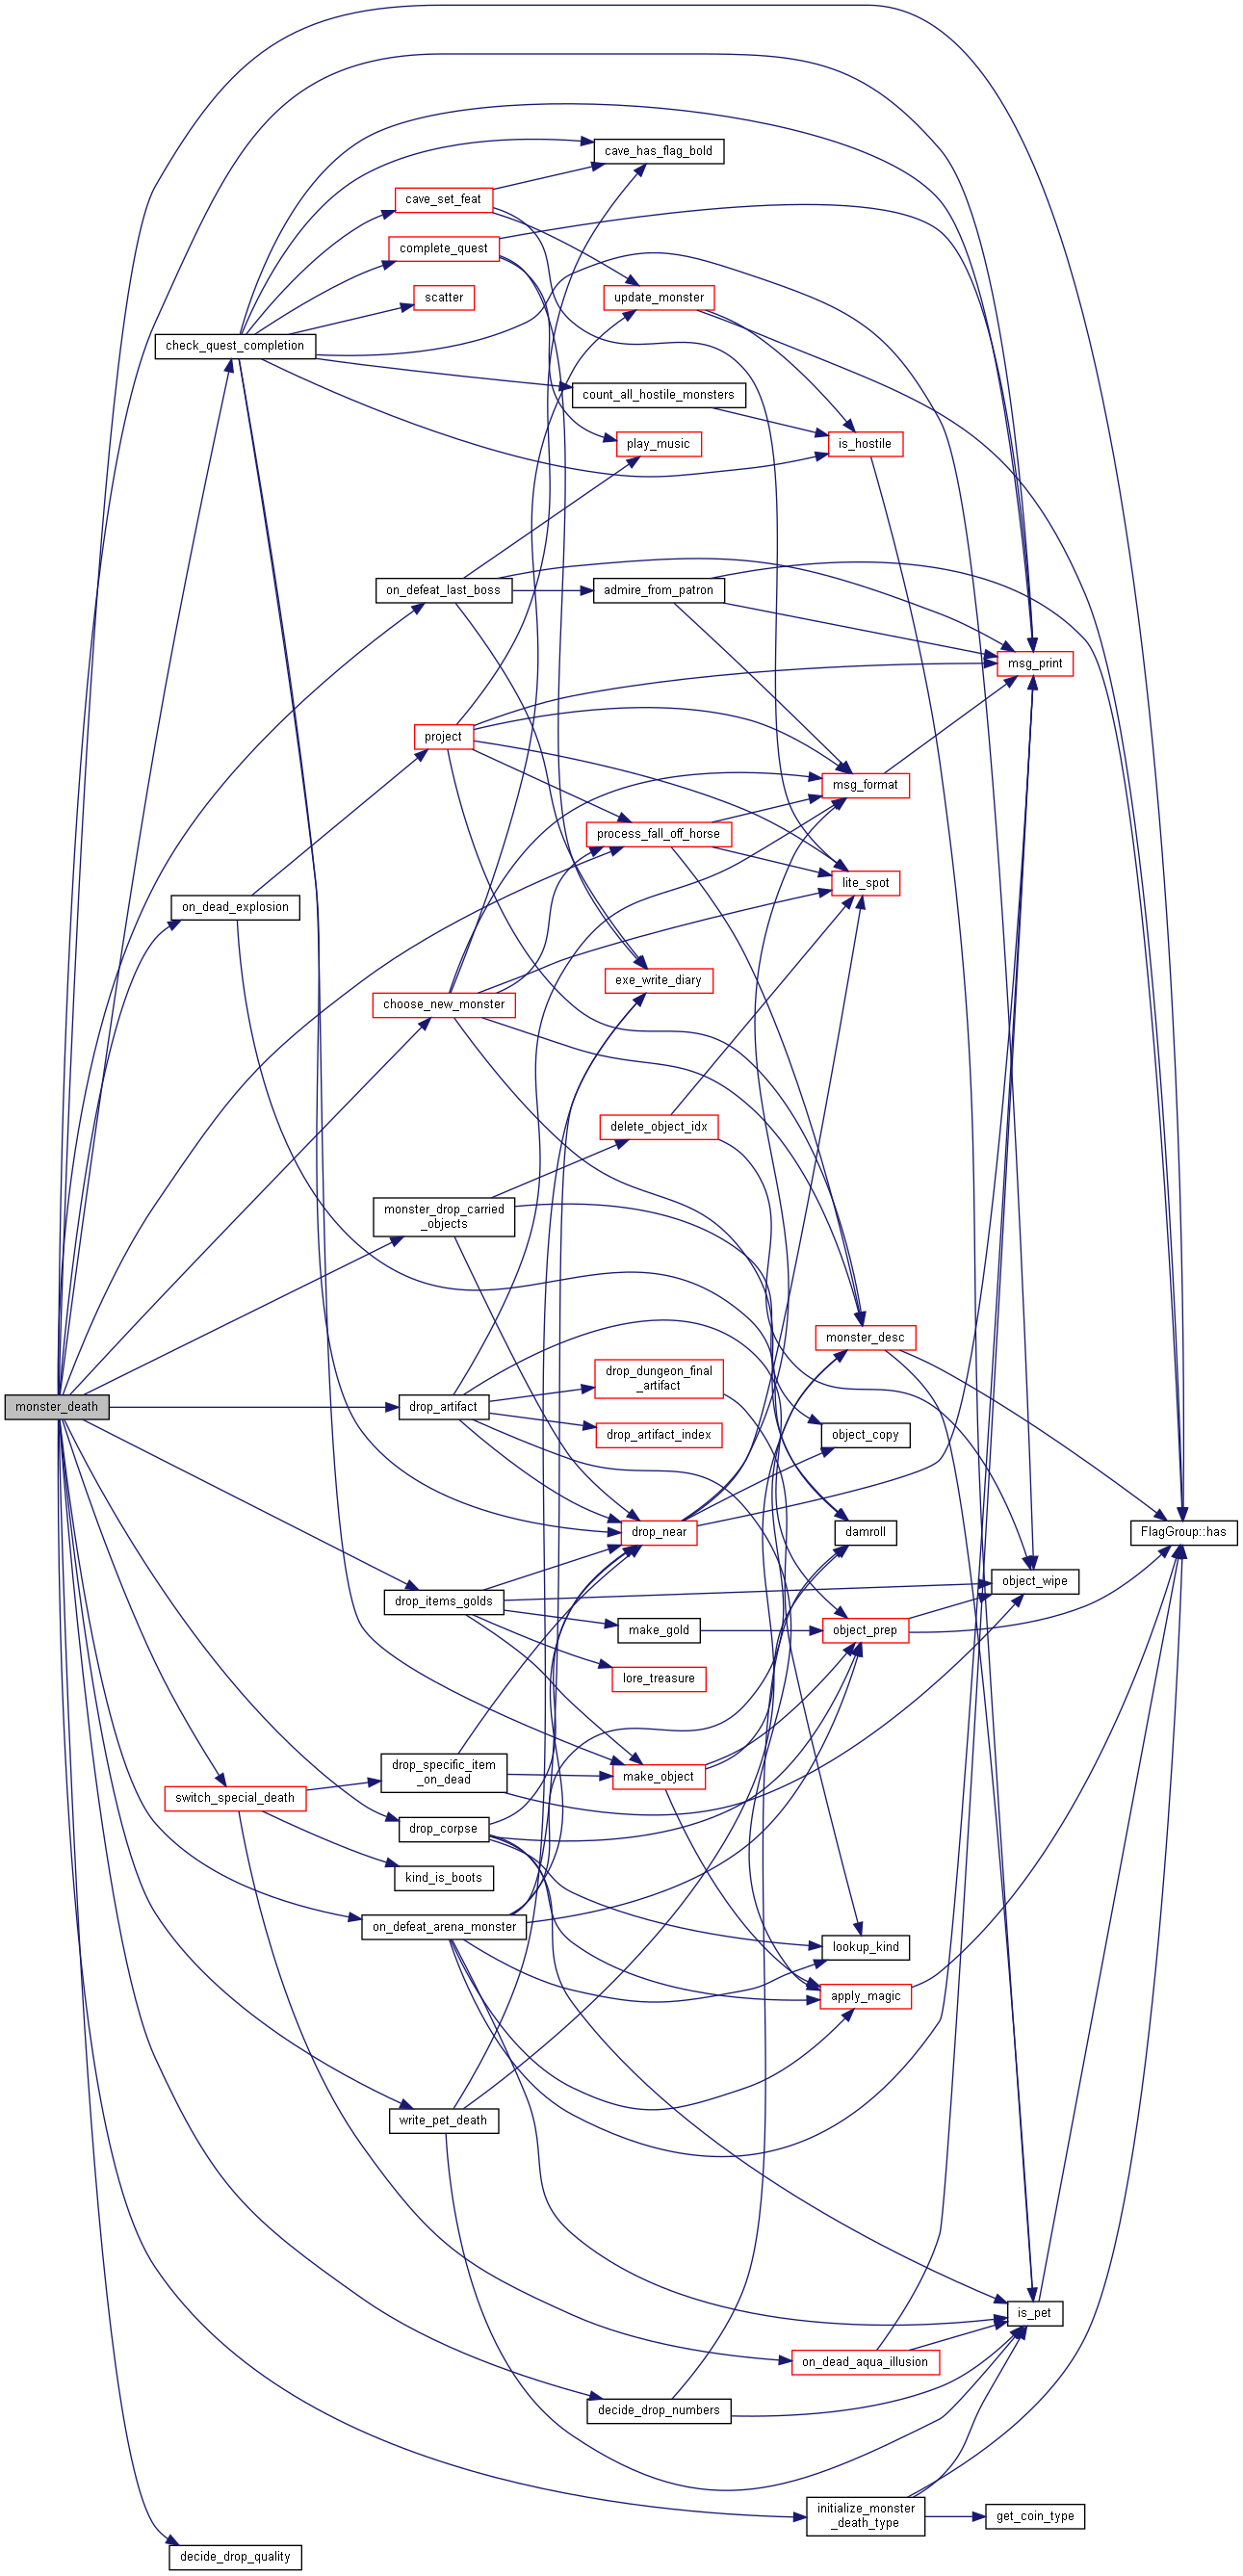 cave_has_flag_bold
cave_set_feat
complete_quest
scatter
update_monster
check_quest_completion
count_all_hostile_monsters
play_music
is_hostile
on_defeat_last_boss
admire_from_patron
msg_print
project
msg_format
process_fall_off_horse
lite_spot
on_dead_explosion
exe_write_diary
choose_new_monster
delete_object_idx
monster_drop_carried
_objects
monster_desc
drop_dungeon_final
_artifact
monster_death
drop_artifact
drop_artifact_index
object_copy
drop_near
damroll
FlagGroup::has
object_wipe
drop_items_golds
make_gold
object_prep
lore_treasure
drop_specific_item
_on_dead
make_object
switch_special_death
drop_corpse
kind_is_boots
on_defeat_arena_monster
lookup_kind
apply_magic
write_pet_death
is_pet
on_dead_aqua_illusion
decide_drop_numbers
initialize_monster
_death_type
get_coin_type
decide_drop_quality